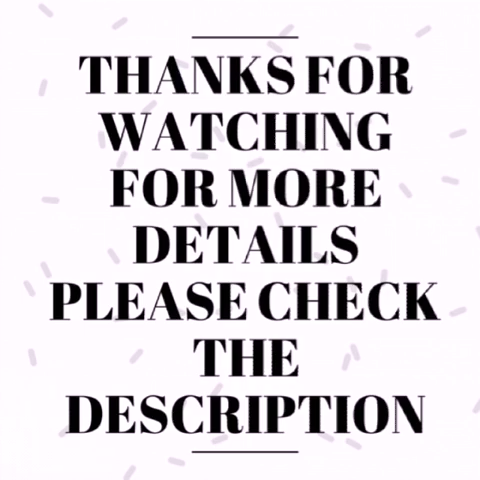 THANKS FOR
WATCHING
FOR MORE
DETAILS
PLEASE CHECK
THE
DESCRIPTION